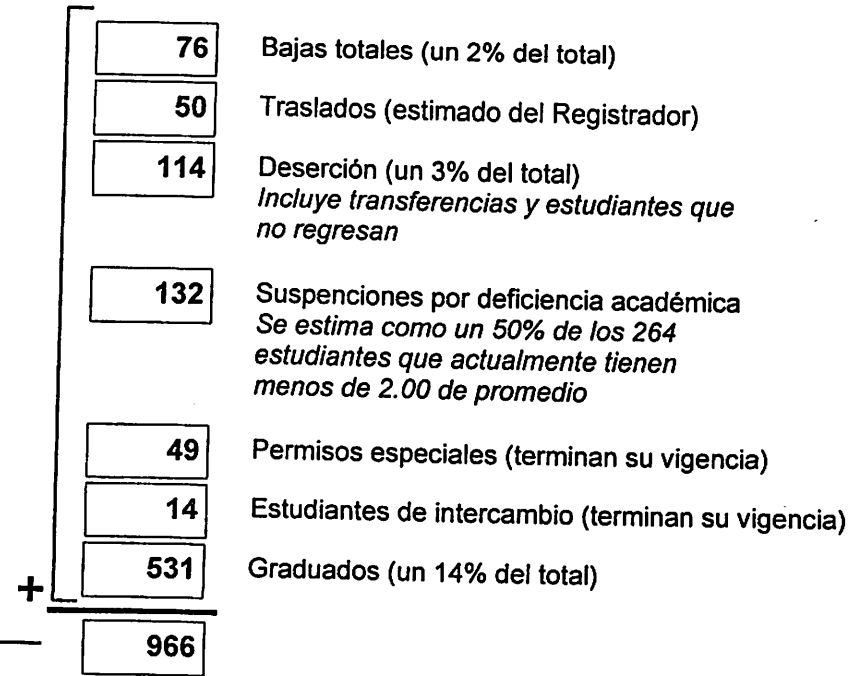 76 Bajas totales (un 2% del total)
50 Traslados (estimado del Registrador)
114 Deserción (un 3% del total)
Incluye transferencias y estudiantes que
no regresan
132 Suspenciones por deficiencia académica
Se estima como un 50% de los 264
estudiantes que actualmente tienen
menos de 2.00 de promedio
49 Permisos especiales (terminan su vigencia)
14 Estudiantes de intercambio (terminan su vigencia)
+ 531 Graduados (un 14% del total)
966